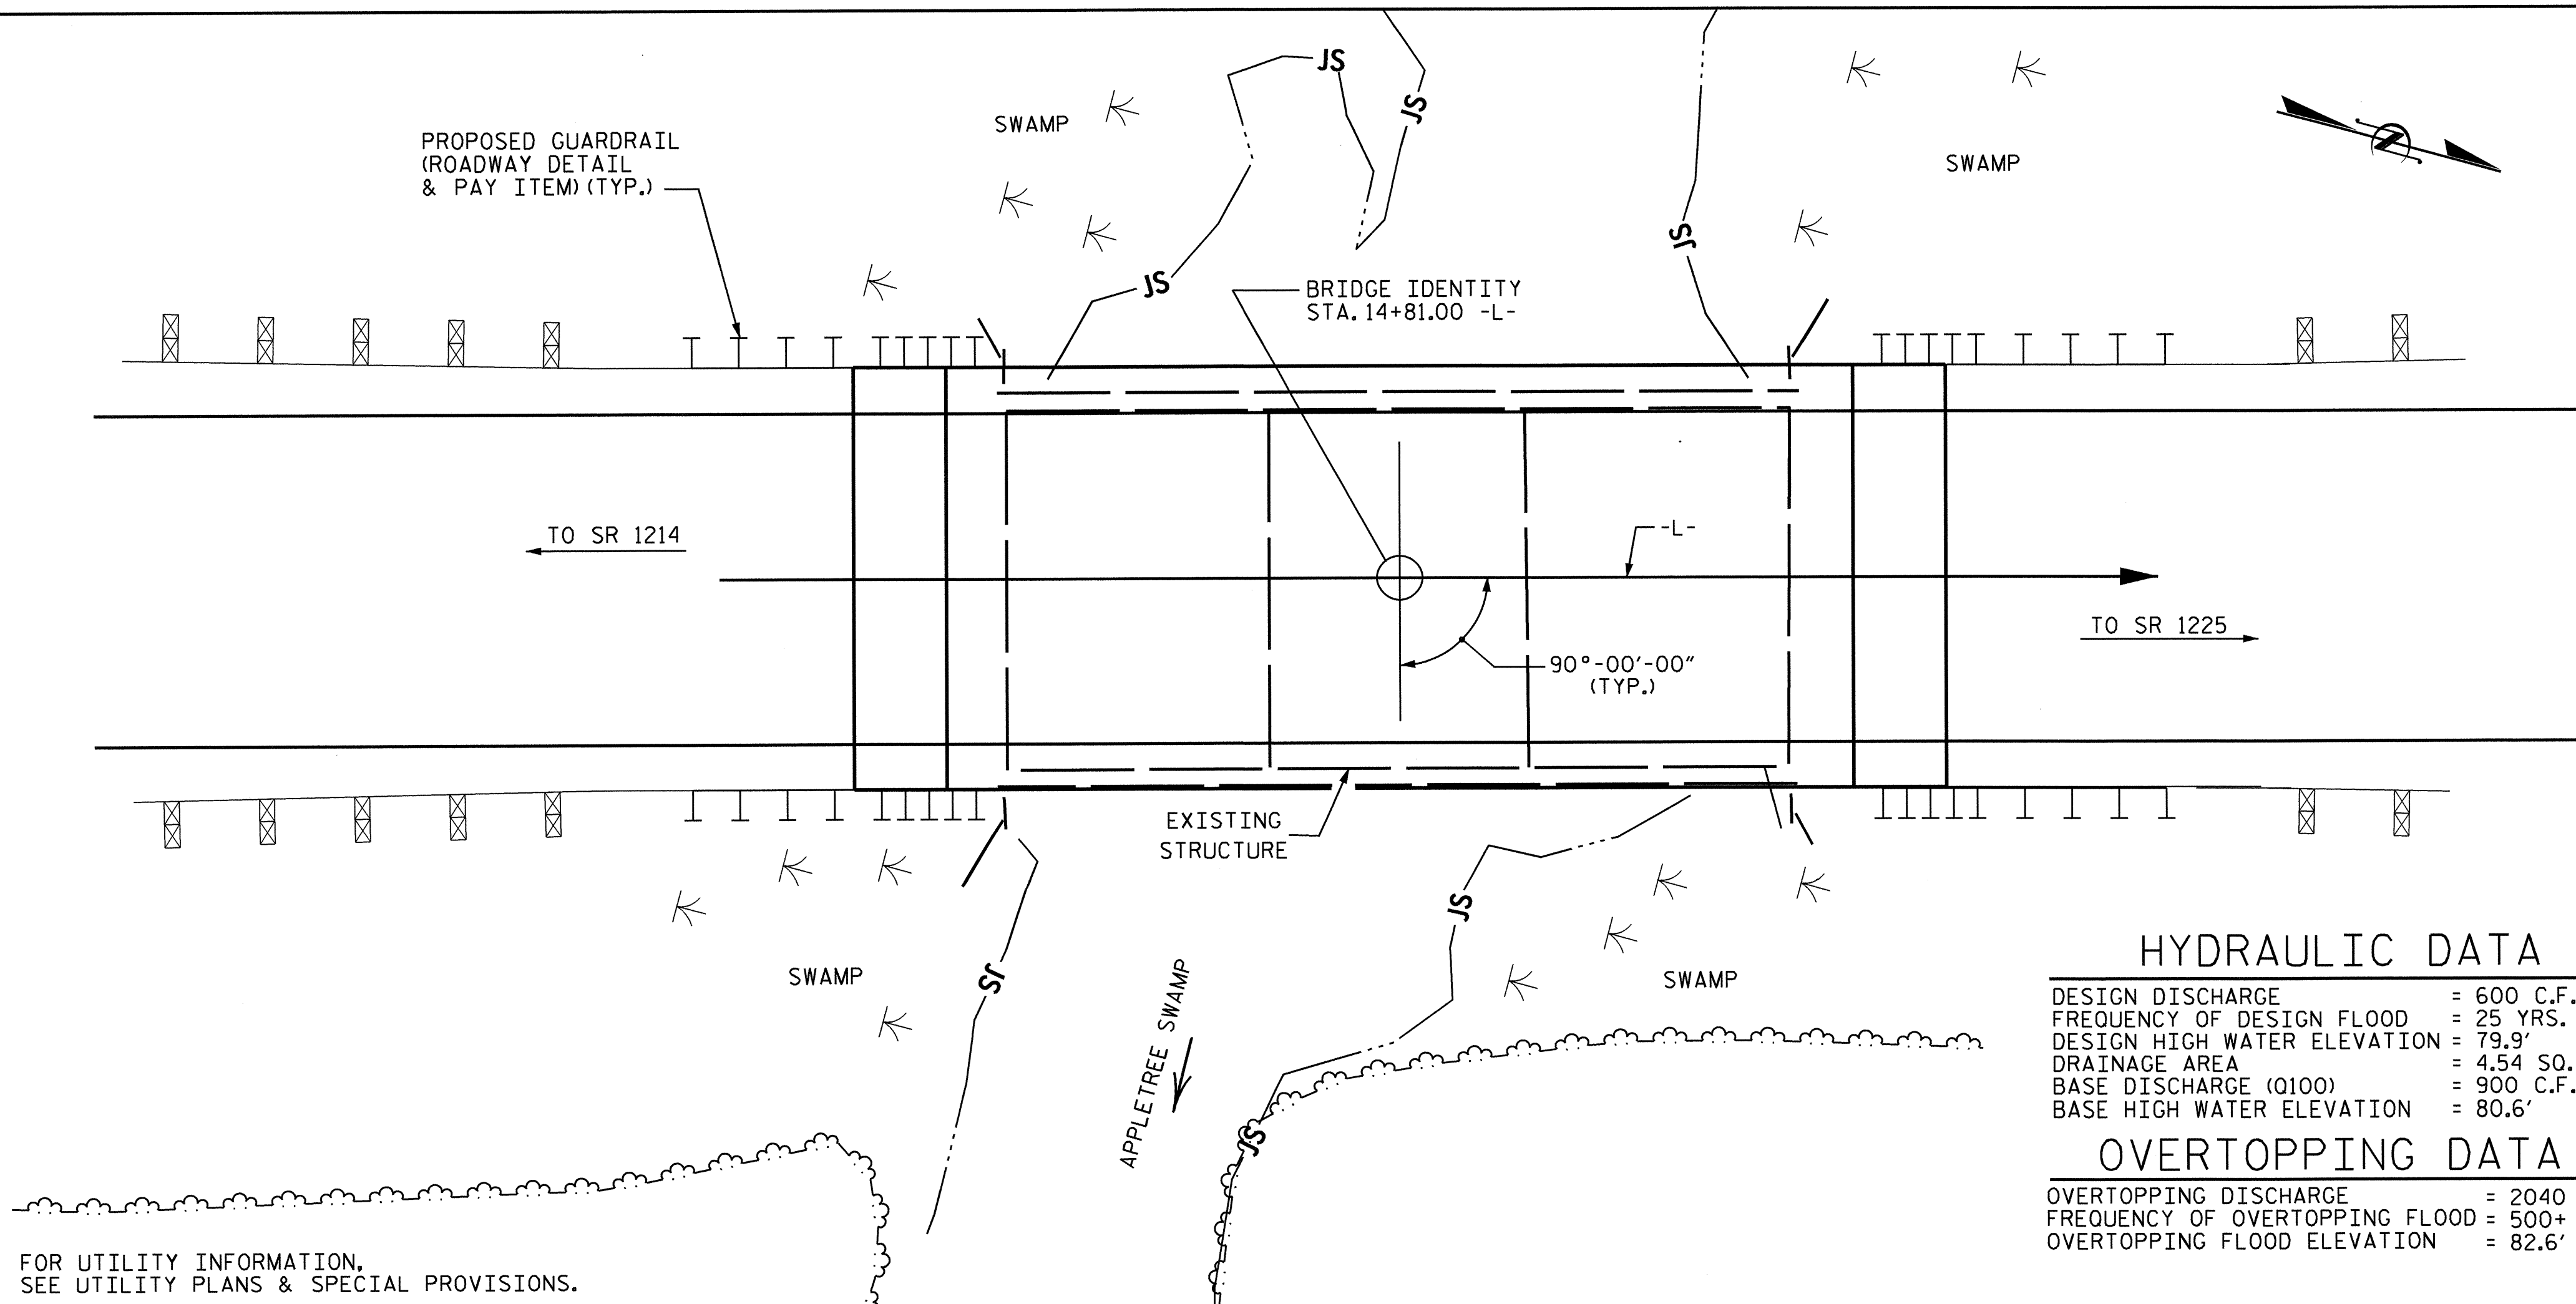 JS
JS
SWAMP
PROPOSED GUARDRAIL
(ROADWAY DETAIL
& PAY ITEM)(TYP.)
SWAMP
JS
JS
BRIDGE IDENTITY
STA. 14+81.00 -L-
TO SR 1214
-L-
TO SR 1225
90°-00'-00"
(TYP.)
EXISTING
STRUCTURE
JS
SWAMP
JS
SWAMP
APPLETREE SWAMP
JS
HYDRAULIC DATA
DESIGN DISCHARGE = 600 C.F.
FREQUENCY OF DESIGN FLOOD = 25 YRS.
DESIGN HIGH WATER ELEVATION = 79.9'
DRAINAGE AREA = 4.54 SQ.
BASE DISCHARGE (Q100) = 900 C.F.
BASE HIGH WATER ELEVATION = 80.6'
OVERTOPPING DATA
OVERTOPPING DISCHARGE = 2040
FREQUENCY OF OVERTOPPING FLOOD = 500+
OVERTOPPING FLOOD ELEVATION = 82.6'
FOR UTILITY INFORMATION,
SEE UTILITY PLANS & SPECIAL PROVISIONS.